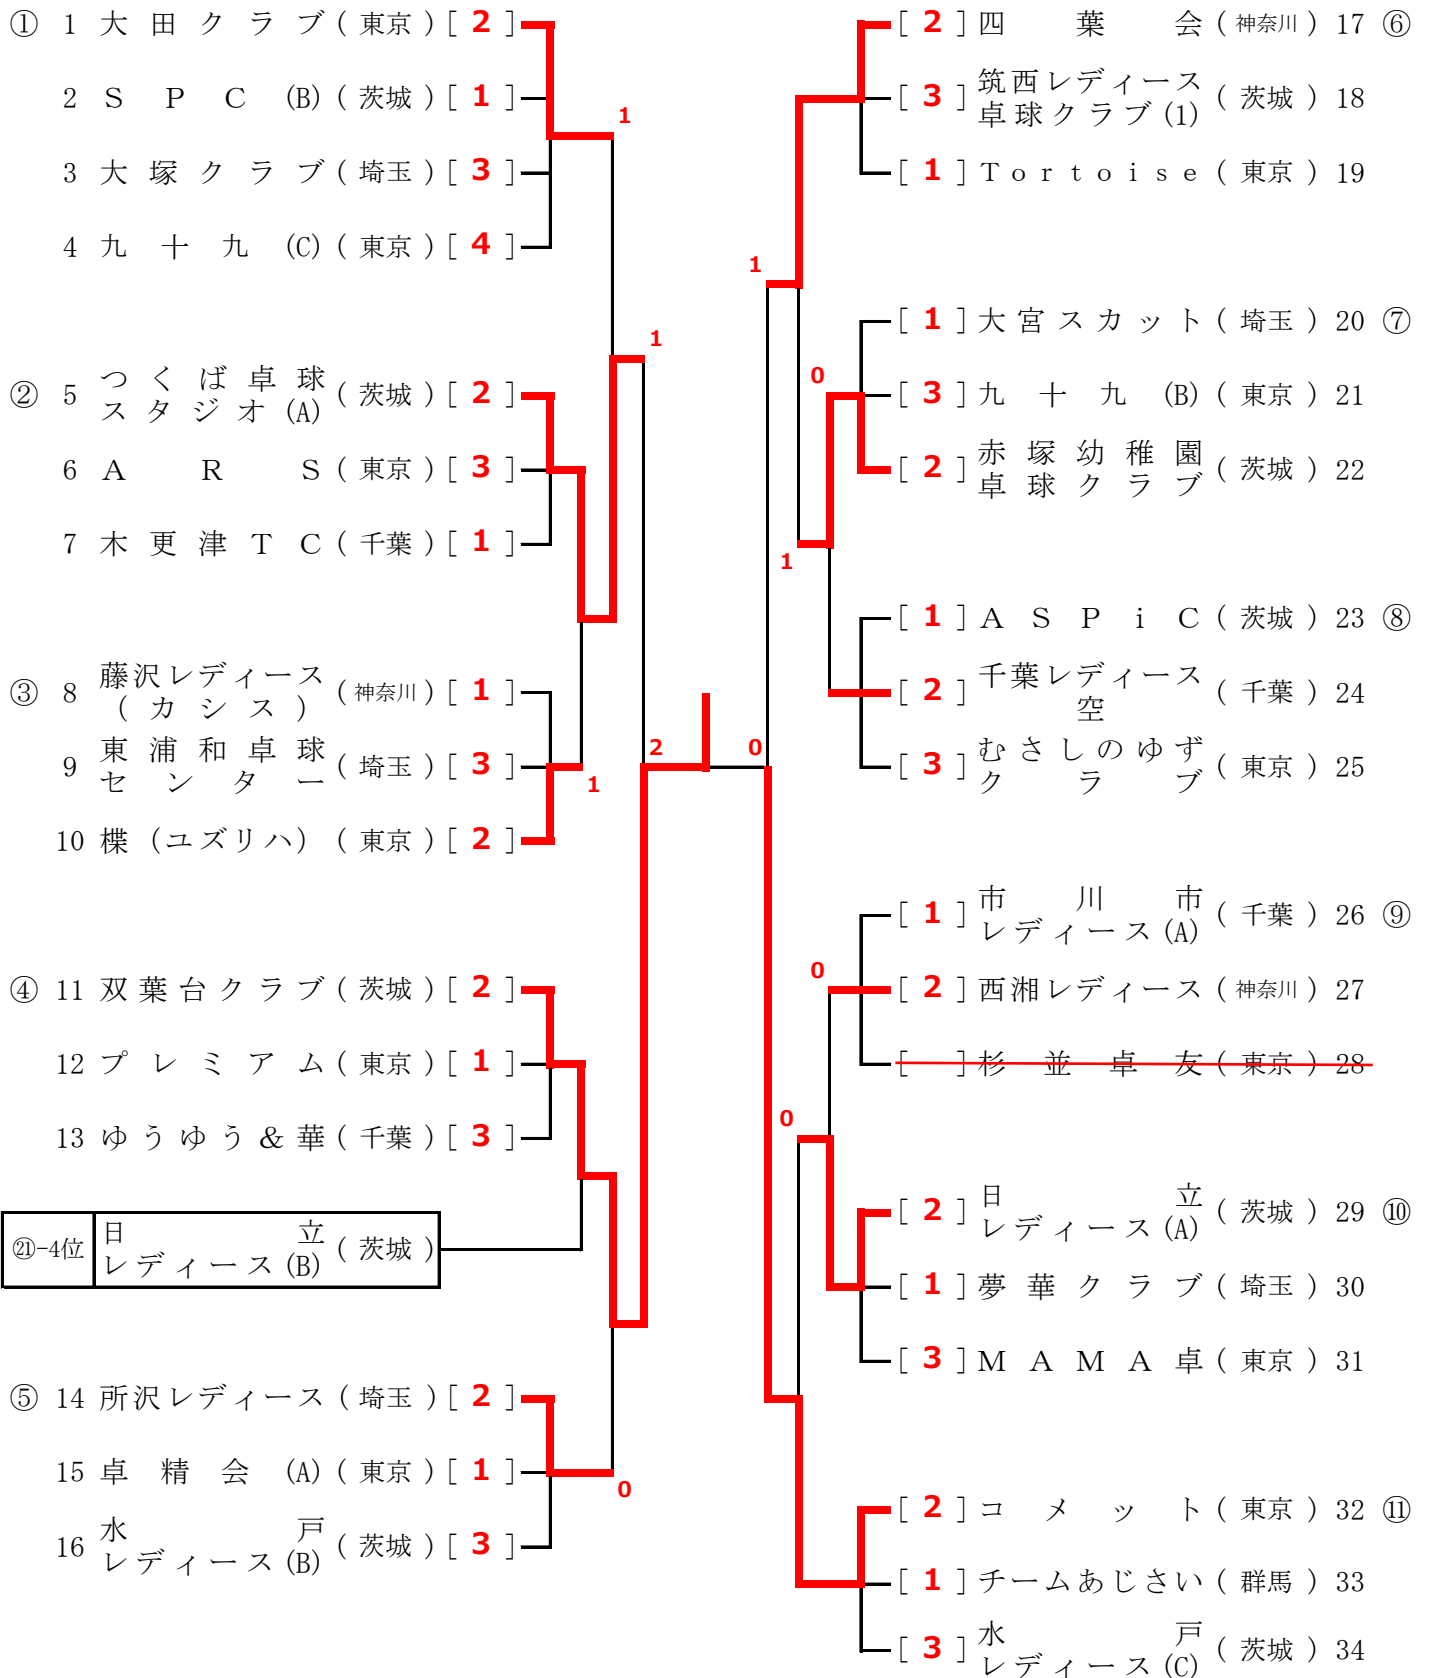 ① 1 大田クラブ ( 東京 ) [ 2 ]
2 ＳＰＣ (B) ( 茨城 ) [ 1 ]
1
3 大塚クラブ ( 埼玉 ) [ 3 ]
4 九十九 (C) ( 東京 ) [ 4 ]
1
② 5 つくば卓球
スタジオ(A) ( 茨城 ) [ 2 ]
6 ＡＲＳ ( 東京 ) [ 3 ]
7 木更津ＴＣ ( 千葉 ) [ 1 ]
③ 8 藤沢レディース
（カシス） ( 神奈川 ) [ 1 ]
9 東浦和卓球
センター ( 埼玉 ) [ 3 ]
1
10 楪（ユズリハ） ( 東京 ) [ 2 ]
2
④ 11 双葉台クラブ ( 茨城 ) [ 2 ]
12 プレミアム ( 東京 ) [ 1 ]
13 ゆうゆう＆華 ( 千葉 ) [ 3 ]
㉑-4位 日立
レディース(B) ( 茨城 )
⑤ 14 所沢レディース ( 埼玉 ) [ 2 ]
15 卓精会 (A) ( 東京 ) [ 1 ]
0
16 水戸
レディース(B) ( 茨城 ) [ 3 ]
[ 2 ] 四葉会 ( 神奈川 ) 17 ⑥
[ 3 ] 筑西レディース
卓球クラブ(1) ( 茨城 ) 18
[ 1 ] Ｔｏｒｔｏｉｓｅ ( 東京 ) 19
1
[ 1 ] 大宮スカット ( 埼玉 ) 20 ⑦
0
[ 3 ] 九十九 (B) ( 東京 ) 21
[ 2 ] 赤塚幼稚園
卓球クラブ ( 茨城 ) 22
1
[ 1 ] ＡＳＰｉＣ ( 茨城 ) 23 ⑧
[ 2 ] 千葉レディース
空 ( 千葉 ) 24
0
[ 3 ] むさしのゆず
クラブ ( 東京 ) 25
[ 1 ] 市川市
レディース(A) ( 千葉 ) 26 ⑨
0
[ 2 ] 西湘レディース ( 神奈川 ) 27
[ ] 杉並卓友 ( 東京 ) 28
0
[ 2 ] 日立
レディース(A) ( 茨城 ) 29 ⑩
[ 1 ] 夢華クラブ ( 埼玉 ) 30
[ 3 ] ＭＡＭＡ卓 ( 東京 ) 31
[ 2 ] コメット ( 東京 ) 32 ⑪
[ 1 ] チームあじさい ( 群馬 ) 33
[ 3 ] 水戸
レディース(C) ( 茨城 ) 34